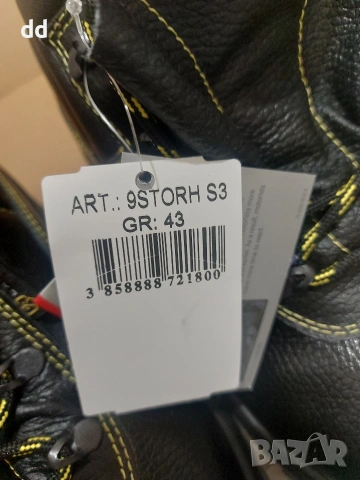 dd
ART.: 9STORH S3
GR: 43
3 858888 721800
BAZAR